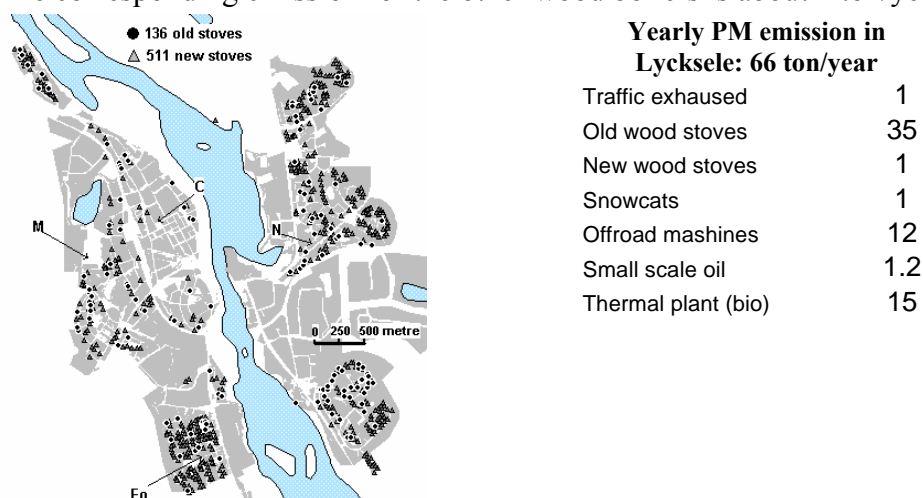 136 old stoves
511 new stoves
C
M
N
0 250 500 metre
Fo
Yearly PM emission in
Lycksele: 66 ton/year
Traffic exhaused 1
Old wood stoves 35
New wood stoves 1
Snowcats 1
Offroad mashines 12
Small scale oil 1.2
Thermal plant (bio) 15